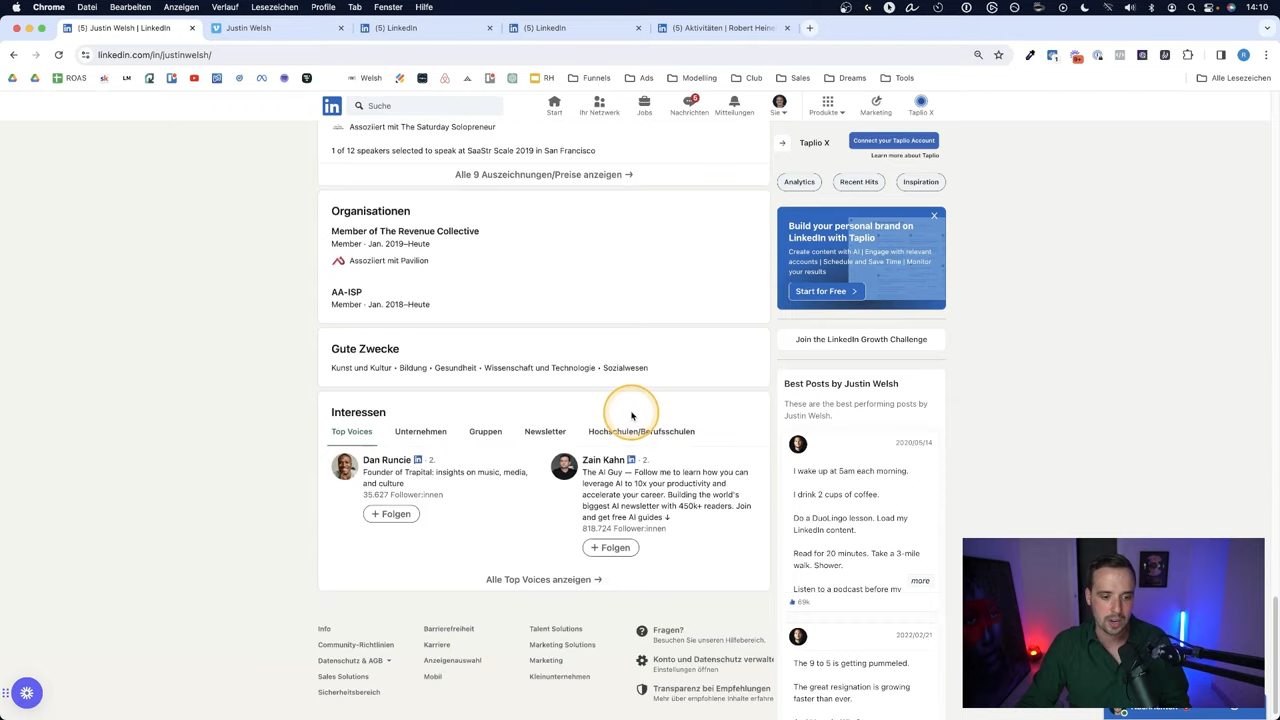 Chrome Datei Bearbeiten Anzeigen Verlauf Lesezeichen Profile Tab Fenster Hilfe 14:10
(5) Justin Welsh | LinkedIn
Justin Welsh
(5) LinkedIn
(5) LinkedIn
(5) Aktivitäten | Robert Heine
linkedin.com/in/justinwelsh/
ROAS
Welsh
RH
Funnels
Ads
Modelling
Club
Sales
Dreams
Tools
Alle Lesezeichen
Suche
Start
Ihr Netzwerk
Jobs
Nachrichten
Mitteilungen
Sie
Produkte
Marketing
Taplio X
Assoziiert mit The Saturday Solopreneur
1 of 12 speakers selected to speak at SaaStr Scale 2019 in San Francisco
Alle 9 Auszeichnungen/Preise anzeigen →
Organisationen
Member of The Revenue Collective
Member · Jan. 2019–Heute
Assoziiert mit Pavilion
AA-ISP
Member · Jan. 2018–Heute
Gute Zwecke
Kunst und Kultur • Bildung • Gesundheit • Wissenschaft und Technologie • Sozialwesen
Interessen
Top Voices
Unternehmen
Gruppen
Newsletter
Hochschulen/Berufsschulen
Dan Runcie · 2.
Founder of Trapital: insights on music, media,
and culture
35.627 Follower:innen
+ Folgen
Zain Kahn · 2.
The AI Guy — Follow me to learn how you can
leverage AI to 10x your productivity and
accelerate your career. Building the world's
biggest AI newsletter with 450k+ readers. Join
and get free AI guides ↓
818.724 Follower:innen
+ Folgen
Alle Top Voices anzeigen →
Info
Community-Richtlinien
Datenschutz & AGB
Sales Solutions
Sicherheitsbereich
Barrierefreiheit
Karriere
Anzeigenauswahl
Mobil
Talent Solutions
Marketing Solutions
Marketing
Kleinunternehmen
Fragen?
Besuchen Sie unseren Hilfebereich.
Konto und Datenschutz verwalte
Einstellungen öffnen
Transparenz bei Empfehlungen
Mehr über empfohlene Inhalte erfahre
Taplio X
Connect your Taplio Account
Learn more about Taplio
Analytics
Recent Hits
Inspiration
Build your personal brand on
LinkedIn with Taplio
Create content with AI | Engage with relevant
accounts | Schedule and Save Time | Monitor
your results
Start for Free >
Join the LinkedIn Growth Challenge
Best Posts by Justin Welsh
These are the best performing posts by
Justin Welsh.
2020/05/14
I wake up at 5am each morning.
I drink 2 cups of coffee.
Do a DuoLingo lesson. Load my
LinkedIn content.
Read for 20 minutes. Take a 3-mile
walk. Shower.
Listen to a podcast before my
more
69k
2022/02/21
The 9 to 5 is getting pummeled.
The great resignation is growing
faster than ever.